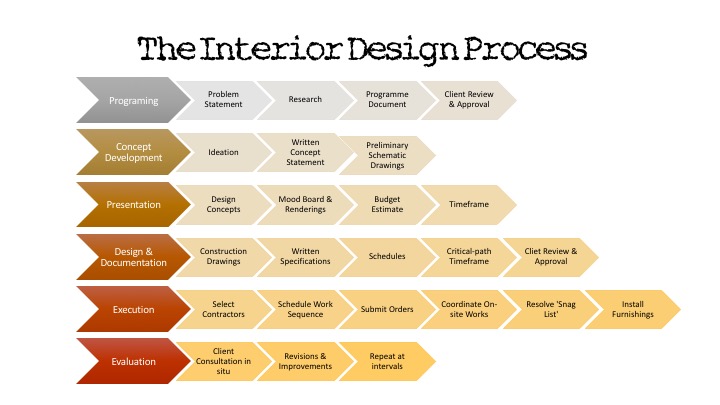 The Interior Design Process
Programing
Problem
Statement
Research
Programme
Document
Client Review
& Approval
Concept
Development
Ideation
Written
Concept
Statement
Preliminary
Schematic
Drawings
Presentation
Design
Concepts
Mood Board &
Renderings
Budget
Estimate
Timeframe
Design &
Documentation
Construction
Drawings
Written
Specifications
Schedules
Critical-path
Timeframe
Cliet Review &
Approval
Execution
Select
Contractors
Schedule Work
Sequence
Submit Orders
Coordinate On-
site Works
Resolve 'Snag
List'
Install
Furnishings
Evaluation
Client
Consultation in
situ
Revisions &
Improvements
Repeat at
intervals